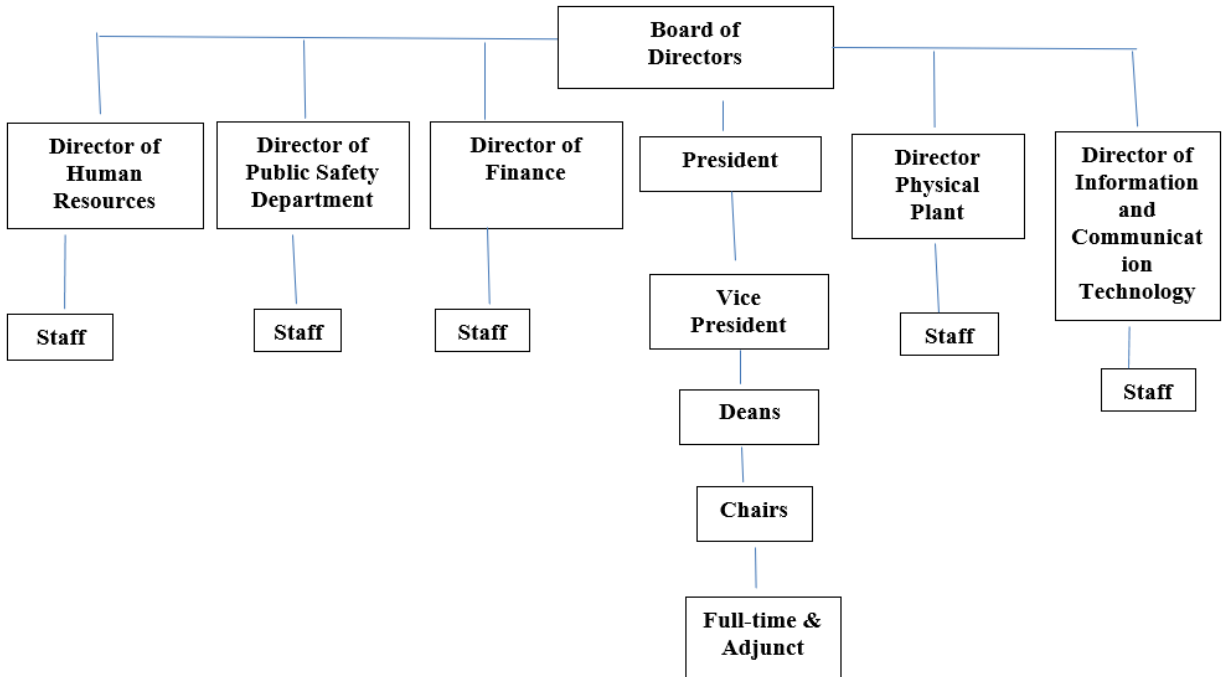 Board of
Directors
Director of
Human
Resources
Director of
Public Safety
Department
Director of
Finance
President
Director
Physical
Plant
Director of
Information
and
Communicat
ion
Technology
Staff
Staff
Staff
Vice
President
Staff
Staff
Deans
Chairs
Full-time &
Adjunct